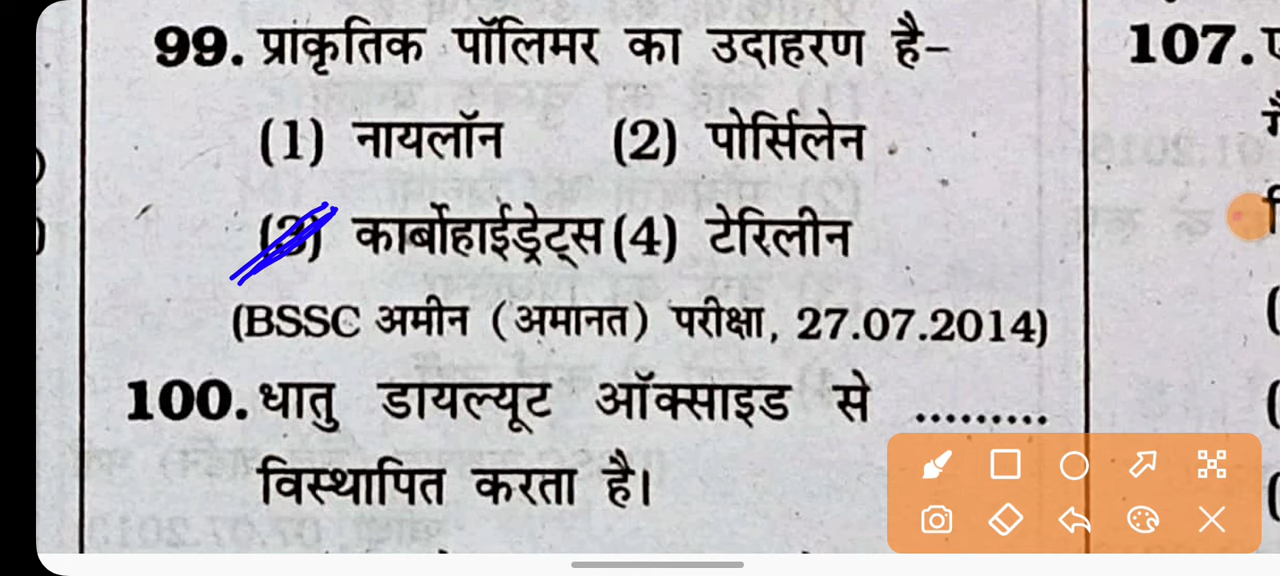 99. प्राकृतिक पॉलिमर का उदाहरण है–
(1) नायलॉन (2) पोर्सिलेन
(3) कार्बोहाईड्रेट्स (4) टेरिलीन
(BSSC अमीन (अमानत) परीक्षा, 27.07.2014)
100. धातु डायल्यूट ऑक्साइड से .........
विस्थापित करता है।
107.